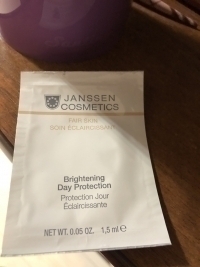 JANSSEN
COSMETICS
FAIR SKIN
SOIN ÉCLAIRCISSANT
Brightening
Day Protection
Protection Jour
Éclaircissante
NET WT. 0.05 OZ. 1,5 ml ℮